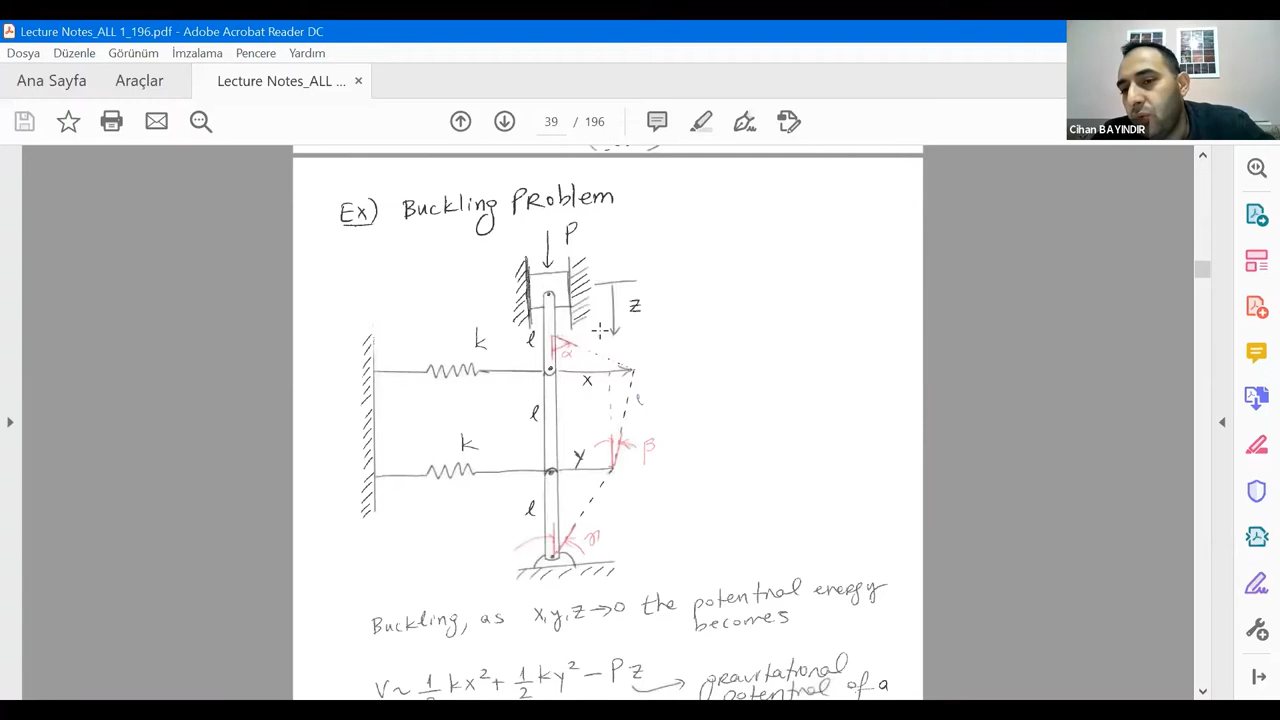 Lecture Notes_ALL 1_196.pdf - Adobe Acrobat Reader DC
Dosya Düzenle Görünüm İmzalama Pencere Yardım
Ana Sayfa Araçlar Lecture Notes_ALL ... ×
39 / 196
Cihan BAYINDIR
Ex) Buckling Problem
P
z
k l
α
x
l
l
k
y
β
l
γ
Buckling, as x,y,z→0 the potential energy
becomes
V~ 1/2 kx² + 1/2 ky² - Pz → gravitational
potential of a